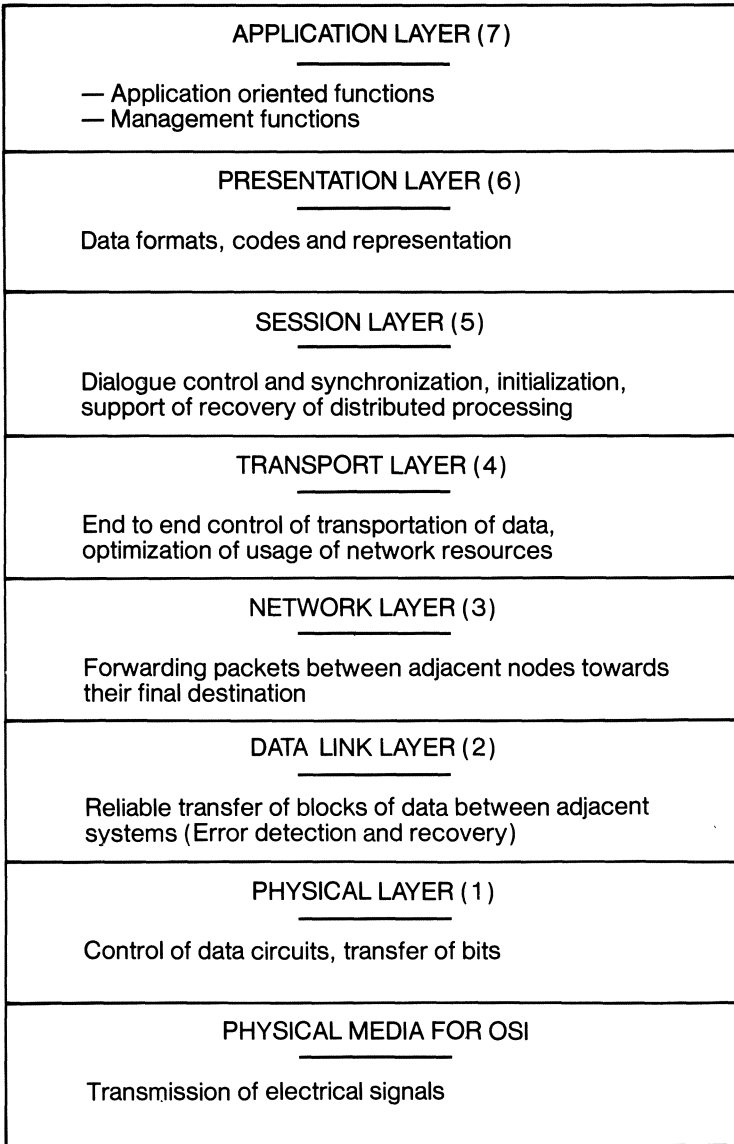 APPLICATION LAYER (7)
— Application oriented functions
— Management functions
PRESENTATION LAYER (6)
Data formats, codes and representation
SESSION LAYER (5)
Dialogue control and synchronization, initialization,
support of recovery of distributed processing
TRANSPORT LAYER (4)
End to end control of transportation of data,
optimization of usage of network resources
NETWORK LAYER (3)
Forwarding packets between adjacent nodes towards
their final destination
DATA LINK LAYER (2)
Reliable transfer of blocks of data between adjacent
systems (Error detection and recovery)
PHYSICAL LAYER (1)
Control of data circuits, transfer of bits
PHYSICAL MEDIA FOR OSI
Transmission of electrical signals